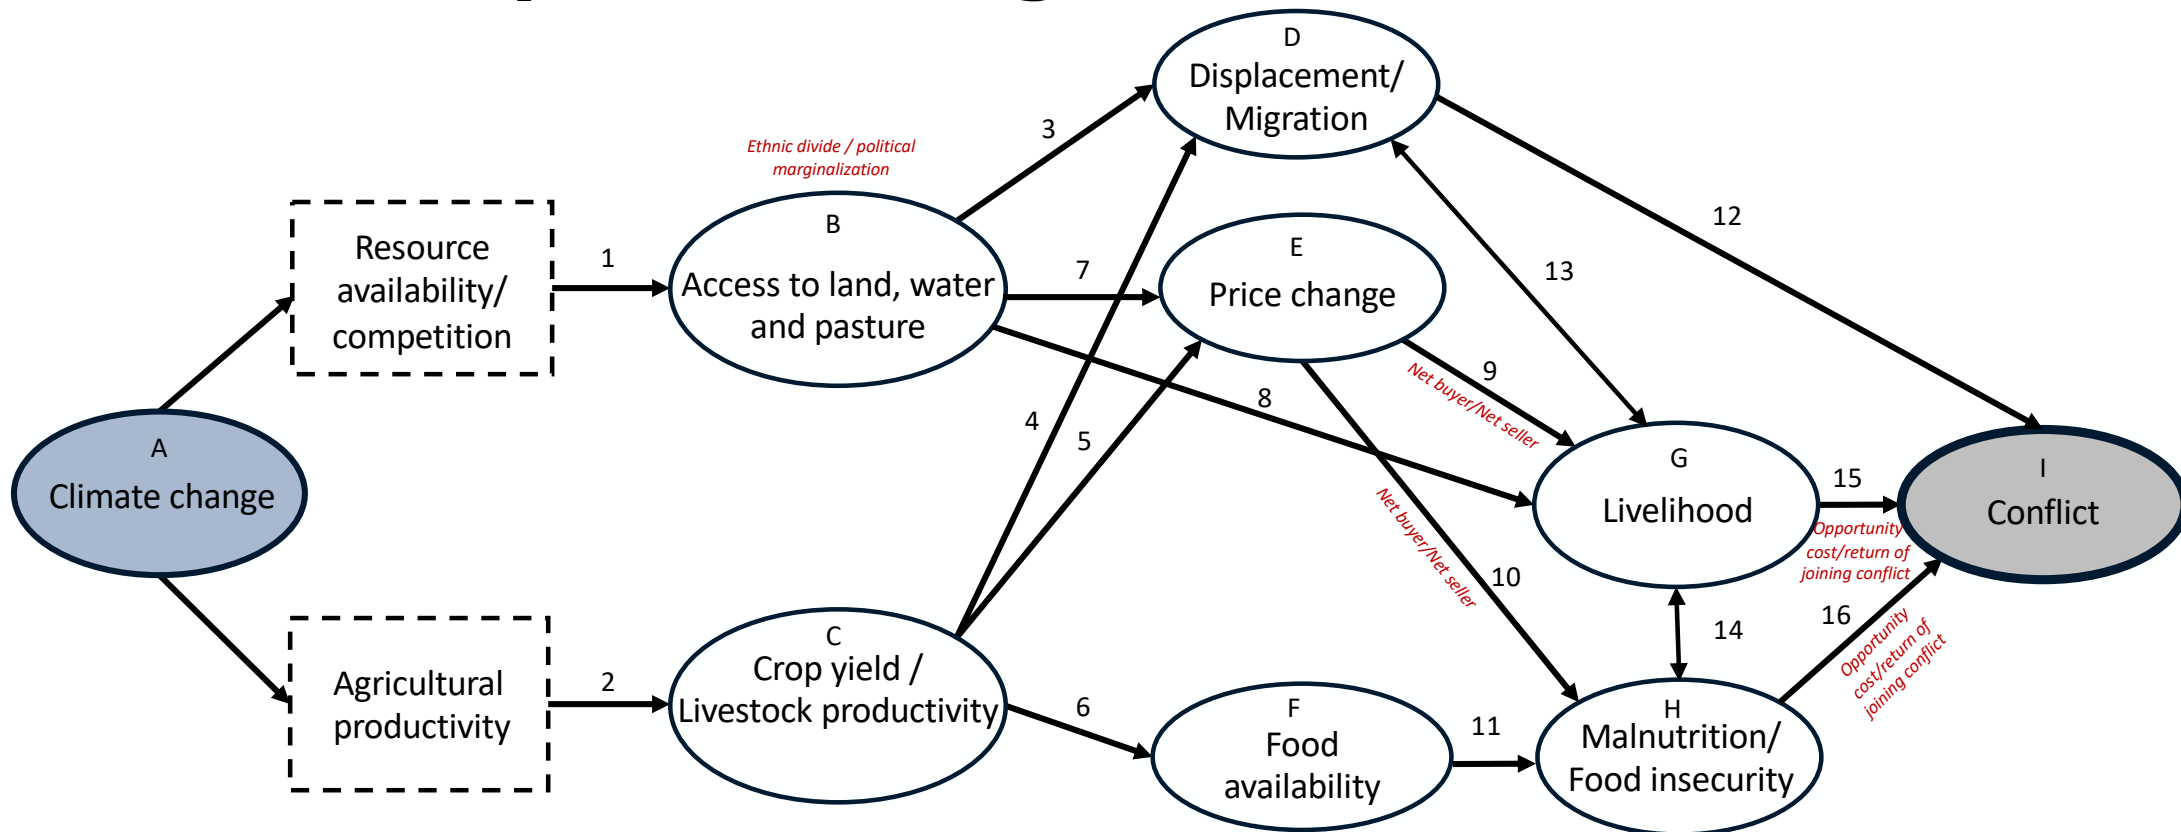 D
Displacement/
Migration
3
12
Ethnic divide / political
marginalization
B
Access to land, water
and pasture
Resource
availability/
competition
1
7
E
Price change
13
8
9
Net buyer/Net seller
4
5
A
Climate change
G
Livelihood
15
I
Conflict
Opportunity
cost/return of
joining conflict
Net buyer/Net seller
10
14
16
Opportunity
cost/return of
joining conflict
Agricultural
productivity
2
C
Crop yield /
Livestock productivity
6
F
Food
availability
11
H
Malnutrition/
Food insecurity